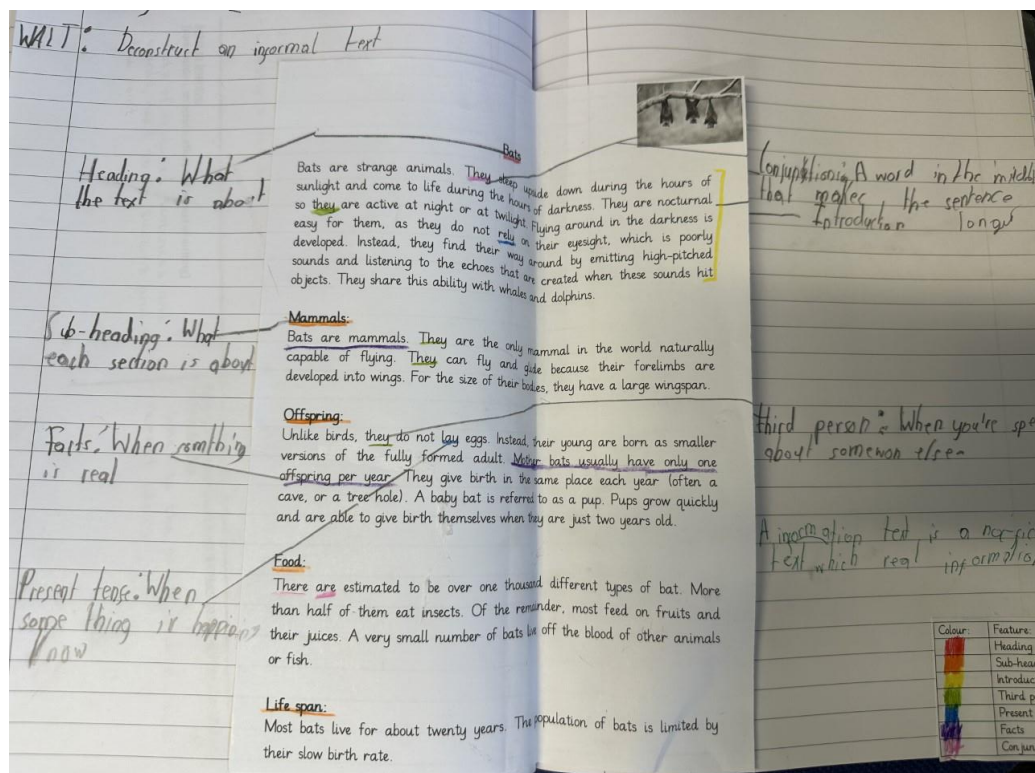 WALT: Deconstruct an informal text
Heading: What
the text is about
Sub-heading: What
each section is about
Facts: When somthing
is real
Present tense: When
some thing is happening
now
Bats
Bats are strange animals. They sleep upside down during the hours of
sunlight and come to life during the hours of darkness. They are nocturnal
so they are active at night or at twilight. Flying around in the darkness is
easy for them, as they do not rely on their eyesight, which is poorly
developed. Instead, they find their way around by emitting high-pitched
sounds and listening to the echoes that are created when these sounds hit
objects. They share this ability with whales and dolphins.
Mammals:
Bats are mammals. They are the only mammal in the world naturally
capable of flying. They can fly and glide because their forelimbs are
developed into wings. For the size of their bodies, they have a large wingspan.
Offspring:
Unlike birds, they do not lay eggs. Instead, their young are born as smaller
versions of the fully formed adult. Mother bats usually have only one
offspring per year. They give birth in the same place each year (often a
cave, or a tree hole). A baby bat is referred to as a pup. Pups grow quickly
and are able to give birth themselves when they are just two years old.
Food:
There are estimated to be over one thousand different types of bat. More
than half of them eat insects. Of the remainder, most feed on fruits and
their juices. A very small number of bats live off the blood of other animals
or fish.
Life span:
Most bats live for about twenty years. The population of bats is limited by
their slow birth rate.
A word in the
that makes the sentence
longer
third person: When you're
about somewon else
text is a
text which real
Colour: Feature:
Heading
Sub-hea
Introduc
Third p
Present
Facts
Conjun